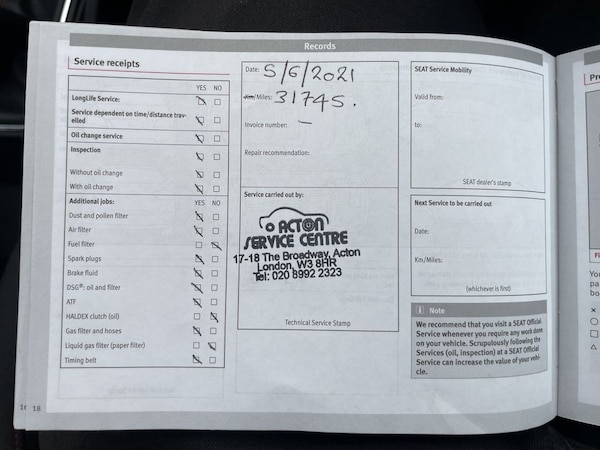 Records
Service receipts
YES NO
LongLife Service:
Service dependent on time/distance trav-
elled
Oil change service
Inspection
Without oil change
With oil change
Additional jobs: YES NO
Dust and pollen filter
Air filter
Fuel filter
Spark plugs
Brake fluid
DSG®: oil and filter
ATF
HALDEX clutch (oil)
Gas filter and hoses
Liquid gas filter (paper filter)
Timing belt
Date: 5/6/2021
Km/Miles: 31745.
Invoice number:
Repair recommendation:
Service carried out by:
ACTON
SERVICE CENTRE
17-18 The Broadway, Acton
London, W3 8HR
Tel: 020 8992 2323
Technical Service Stamp
SEAT Service Mobility
Valid from:
to:
SEAT dealer's stamp
Next Service to be carried out
Date:
Km/Miles:
(whichever is first)
Note
We recommend that you visit a SEAT Official
Service whenever you require any work done
on your vehicle. Scrupulously following the
Services (oil, inspection) at a SEAT Official
Service can increase the value of your vehi-
cle.
18